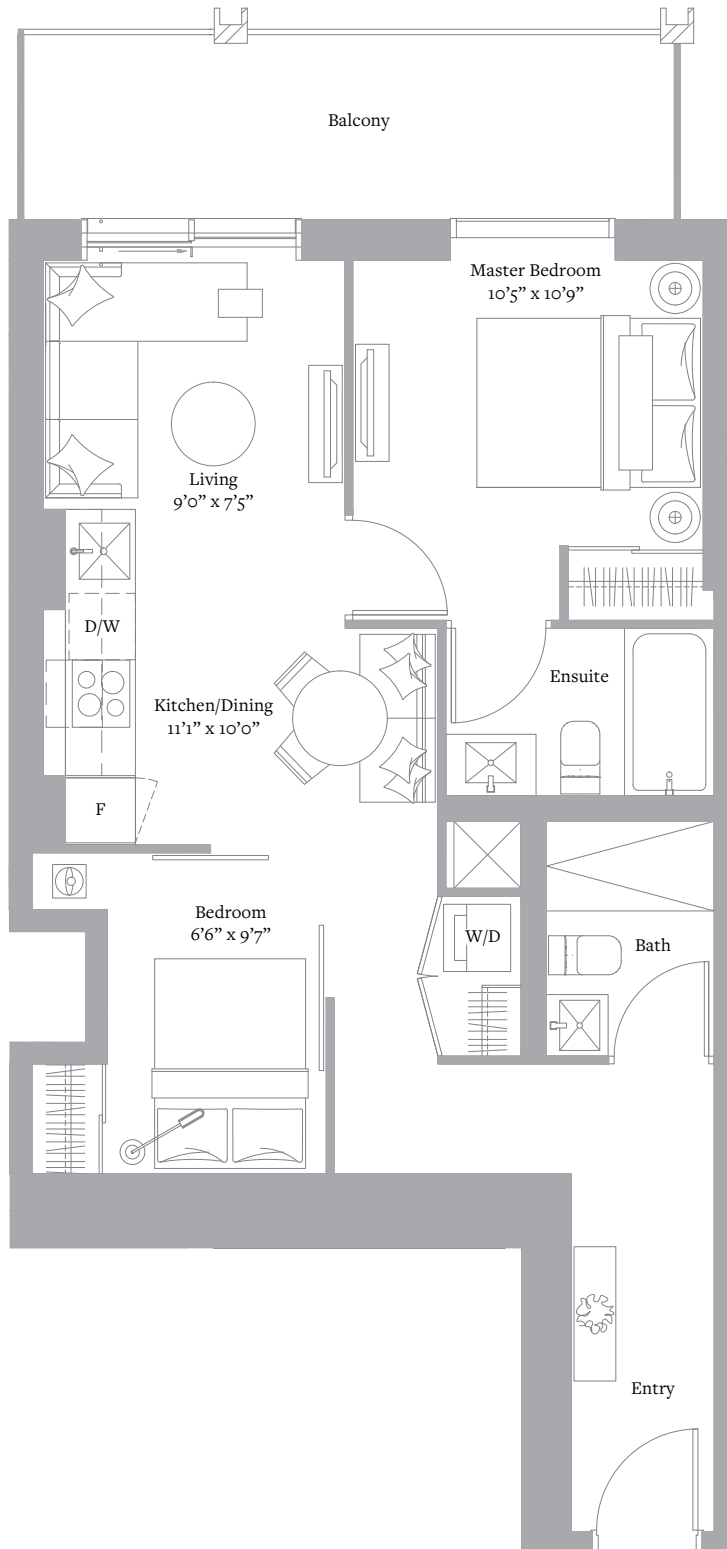 Balcony
Master Bedroom
10’5” x 10’9”
Living
9’0” x 7’5”
D/W
Ensuite
Kitchen/Dining
11’1” x 10’0”
F
Bedroom
6’6” x 9’7”
W/D
Bath
Entry